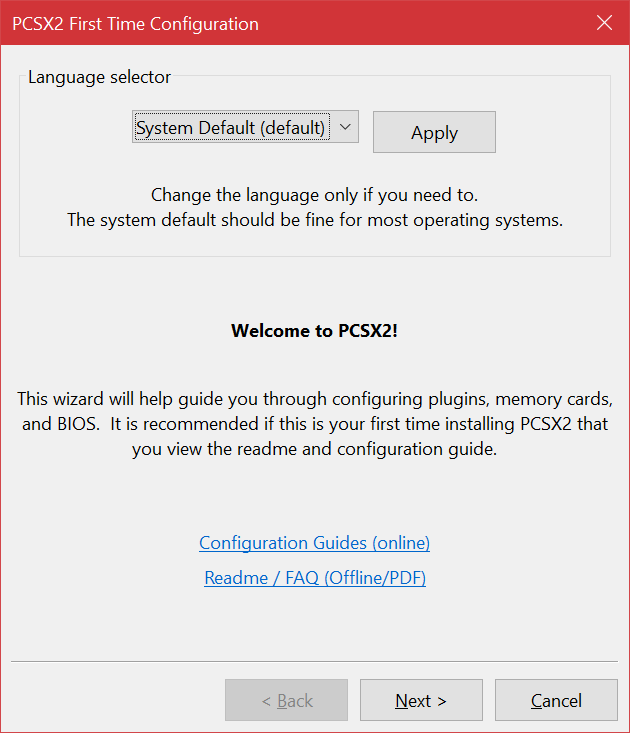 PCSX2 First Time Configuration
Language selector
System Default (default)
Apply
Change the language only if you need to.
The system default should be fine for most operating systems.
Welcome to PCSX2!
This wizard will help guide you through configuring plugins, memory cards,
and BIOS.  It is recommended if this is your first time installing PCSX2 that
you view the readme and configuration guide.
Configuration Guides (online)
Readme / FAQ (Offline/PDF)
< Back
Next >
Cancel